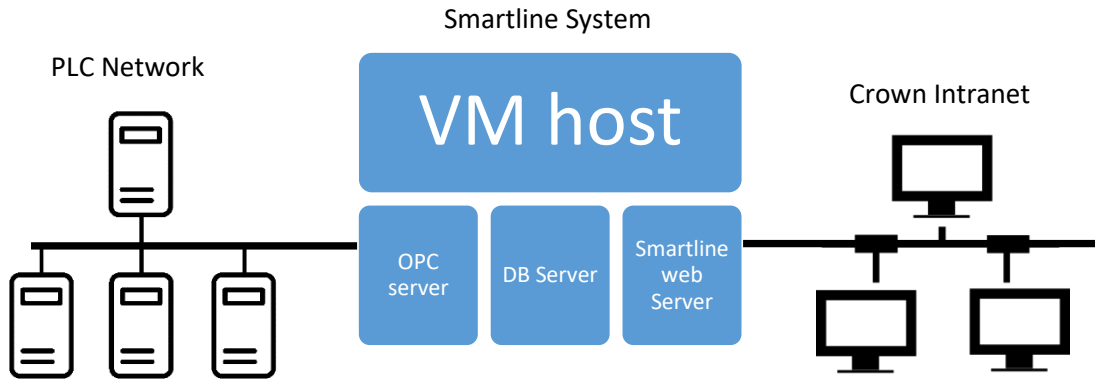 Smartline System
PLC Network
VM host
Crown Intranet
OPC
server
DB Server
Smartline
web
Server